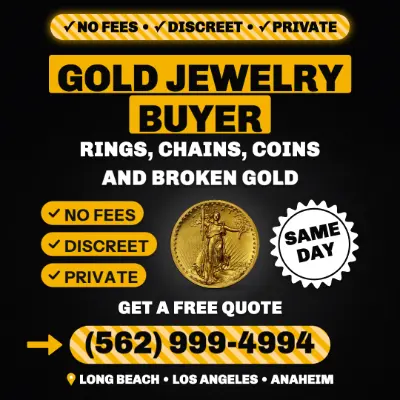 ✓NO FEES • ✓DISCREET • ✓PRIVATE
GOLD JEWELRY
BUYER
RINGS, CHAINS, COINS
AND BROKEN GOLD
✓ NO FEES
✓ DISCREET
✓ PRIVATE
SAME
DAY
GET A FREE QUOTE
(562) 999-4994
LONG BEACH • LOS ANGELES • ANAHEIM